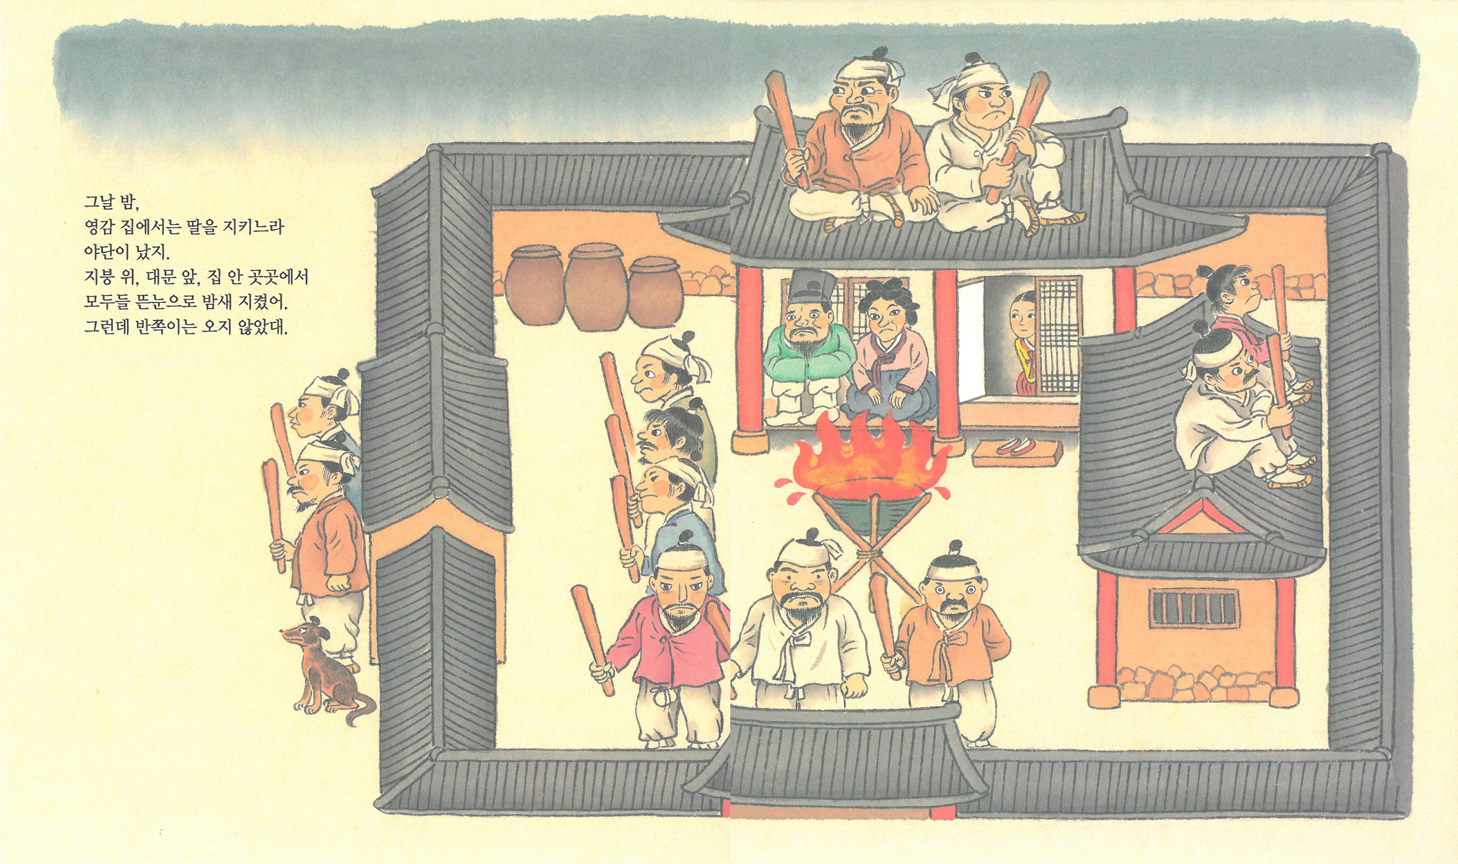 그날 밤,
영감 집에서는 딸을 지키느라
야단이 났지.
지붕 위, 대문 앞, 집 안 곳곳에서
모두들 뜬눈으로 밤새 지켰어.
그런데 반쪽이는 오지 않았대.